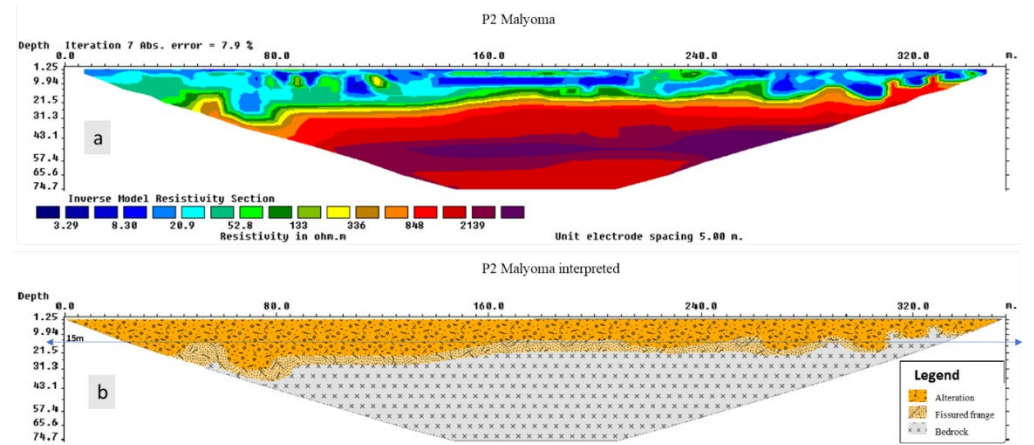 P2 Malyoma
Depth Iteration 7 Abs. error = 7.9 %
0.0 80.0 160.0 240.0 320.0 m.
1.25
9.94
21.5
31.3
43.1
57.4
65.6
74.7
a
Inverse Model Resistivity Section
3.29 8.30 20.9 52.8 133 336 848 2139
Resistivity in ohm.m Unit electrode spacing 5.00 m.
P2 Malyoma interpreted
Depth
0.0 80.0 160.0 240.0 320.0 m.
1.25
9.94
15m
21.5
31.3
43.1
57.4
65.6
74.7
b
Legend
Alteration
Fissured frange
Bedrock